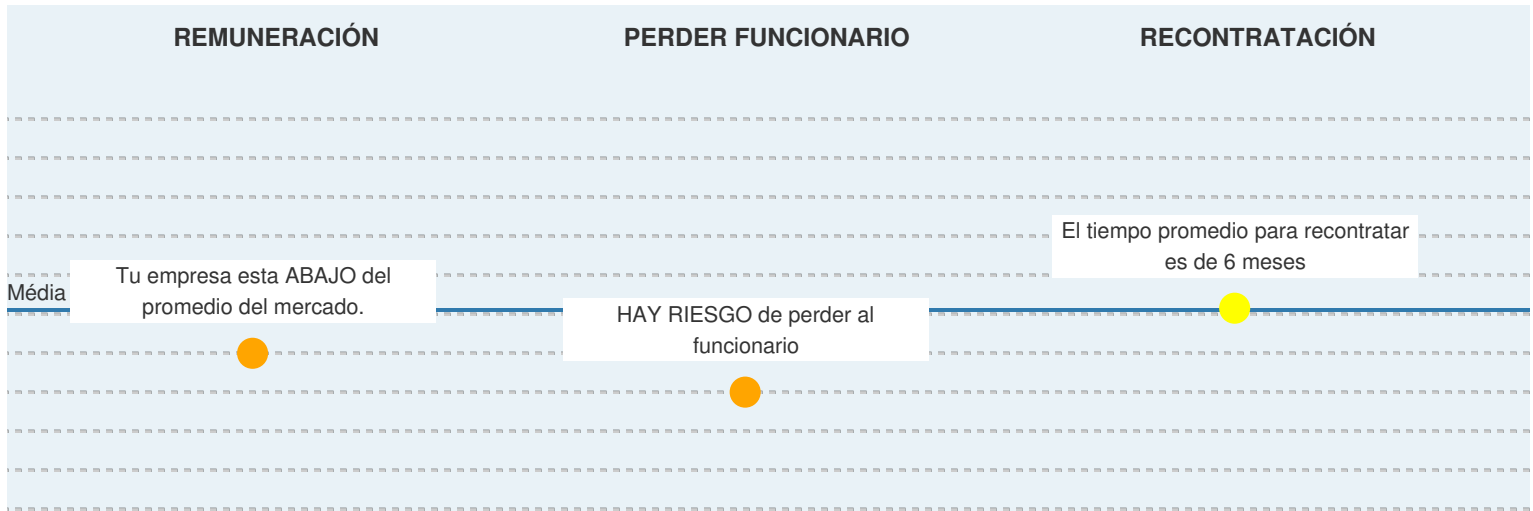 REMUNERACIÓN
PERDER FUNCIONARIO
RECONTRATACIÓN
El tiempo promedio para recontratar
es de 6 meses
Média
Tu empresa esta ABAJO del
promedio del mercado.
HAY RIESGO de perder al
funcionario